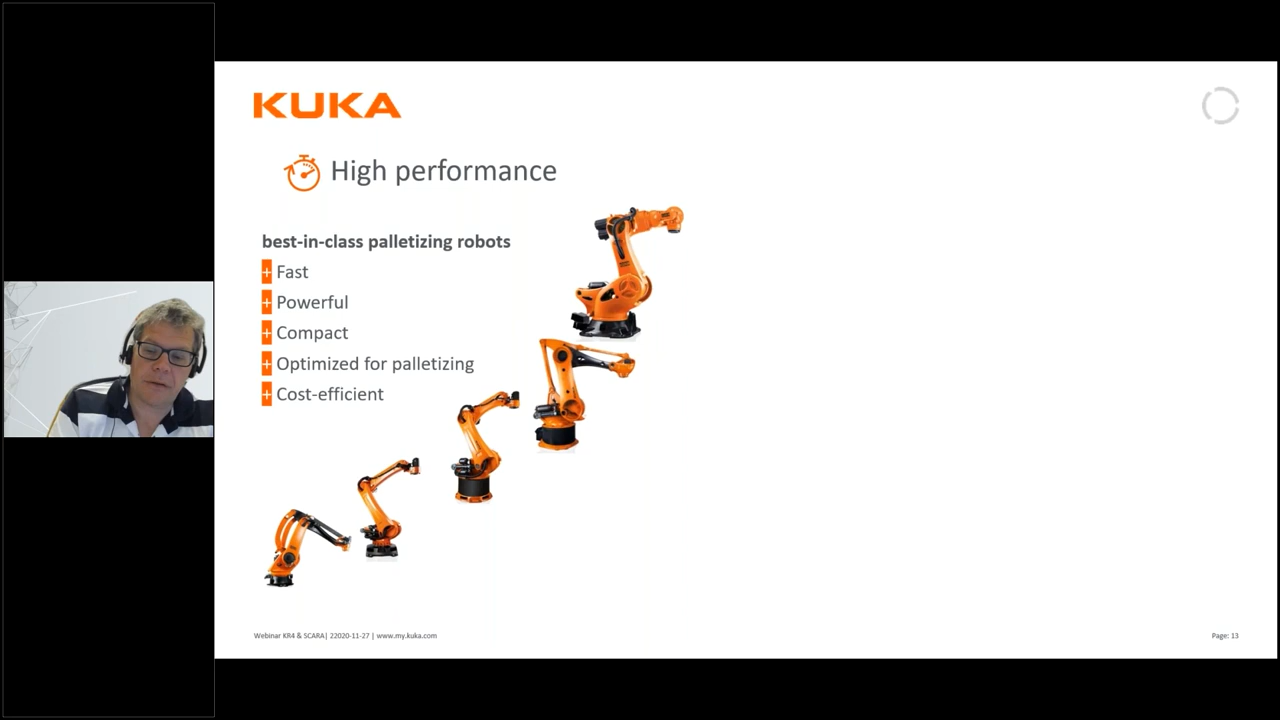 KUKA
High performance
best-in-class palletizing robots
+ Fast
+ Powerful
+ Compact
+ Optimized for palletizing
+ Cost-efficient
Webinar KR4 & SCARA| 22020-11-27 | www.my.kuka.com
Page: 13